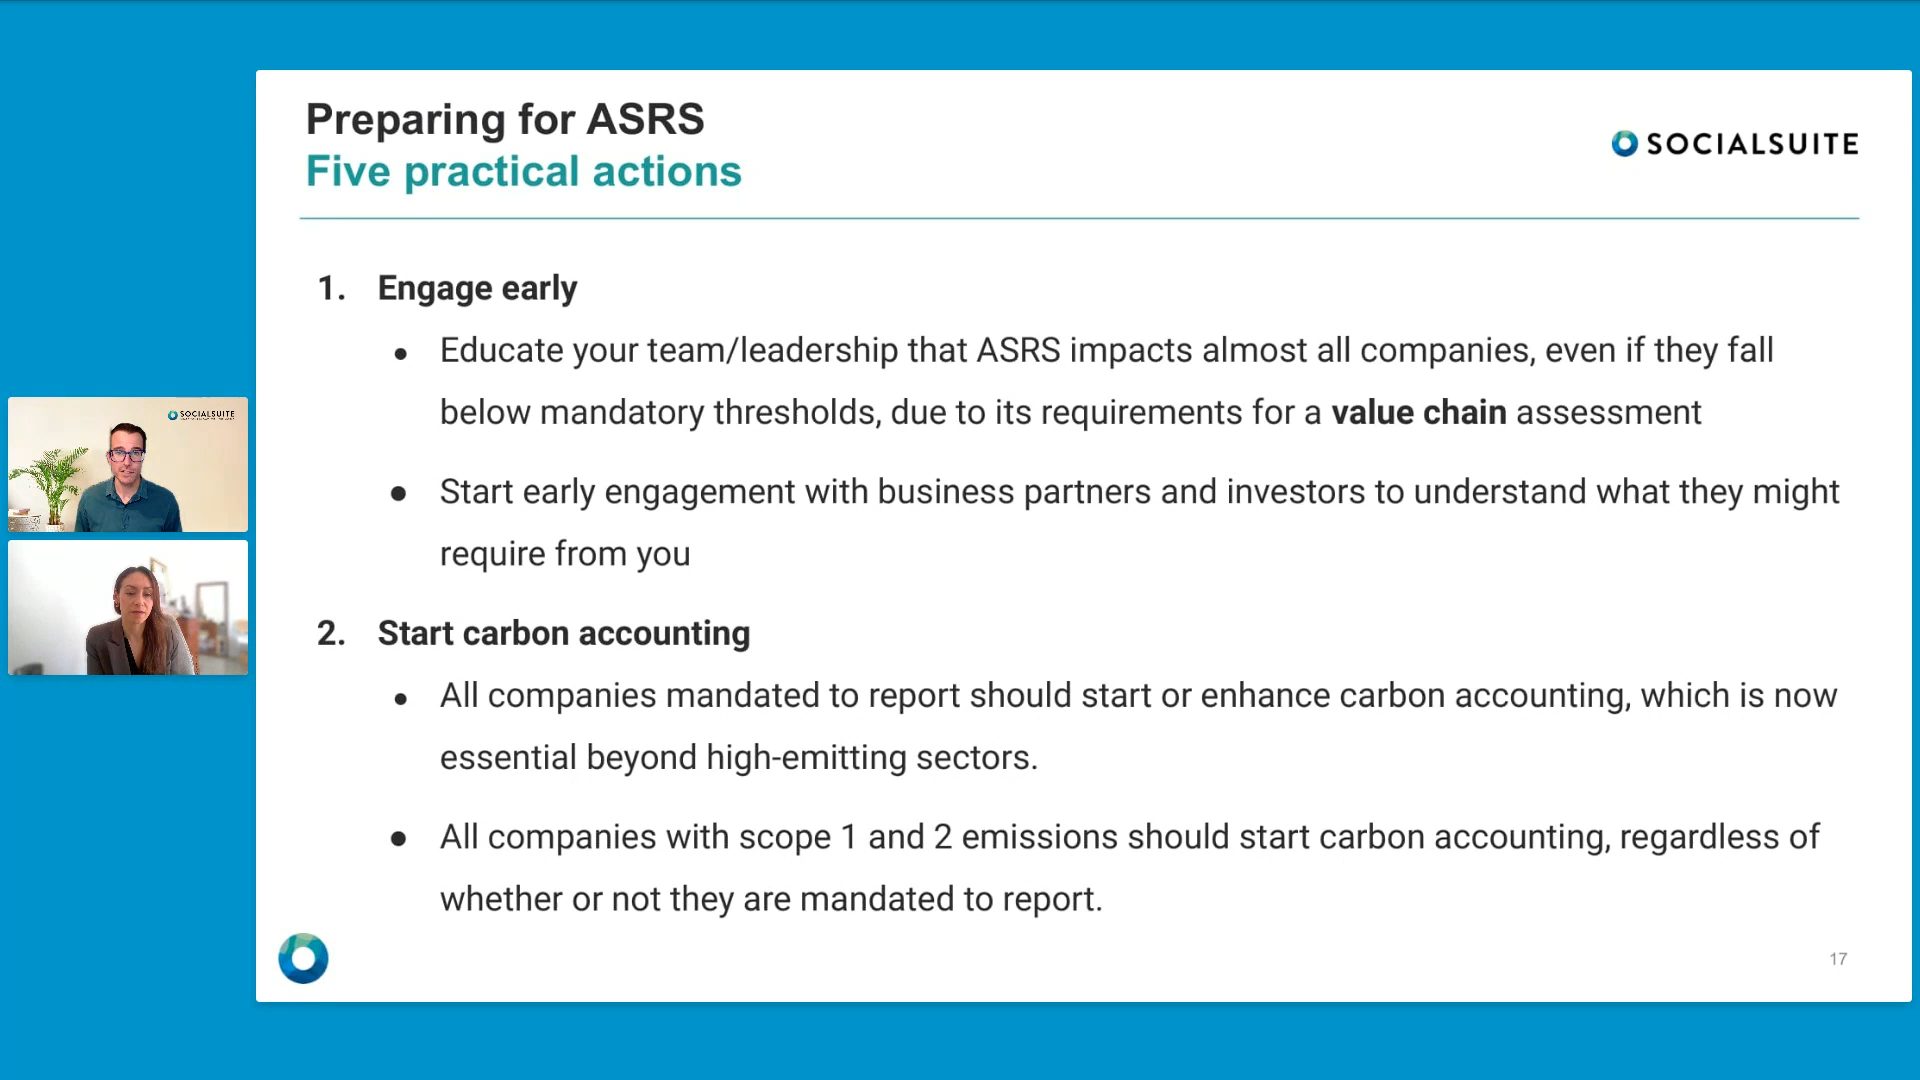 Preparing for ASRS
Five practical actions
SOCIALSUITE
1. Engage early
● Educate your team/leadership that ASRS impacts almost all companies, even if they fall
below mandatory thresholds, due to its requirements for a value chain assessment
● Start early engagement with business partners and investors to understand what they might
require from you
2. Start carbon accounting
● All companies mandated to report should start or enhance carbon accounting, which is now
essential beyond high-emitting sectors.
● All companies with scope 1 and 2 emissions should start carbon accounting, regardless of
whether or not they are mandated to report.
17
SOCIALSUITE